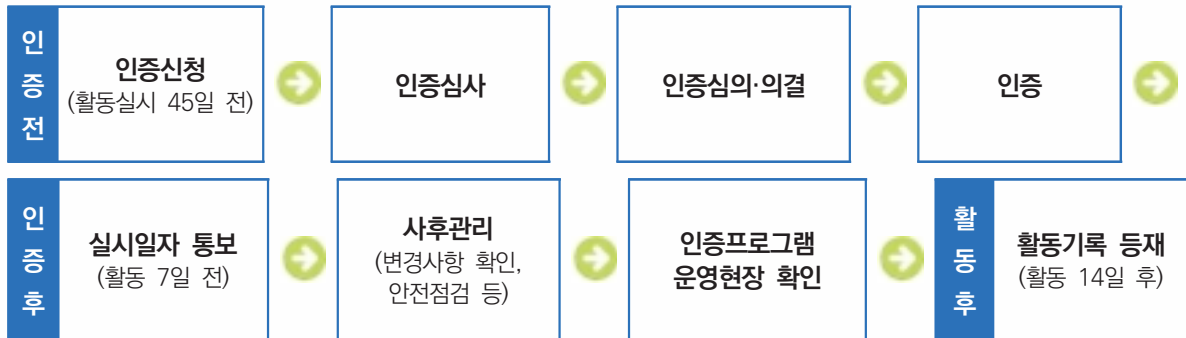 인증전
인증신청
(활동실시 45일 전)
인증심사
인증심의·의결
인증
인증후
실시일자 통보
(활동 7일 전)
사후관리
(변경사항 확인,
안전점검 등)
인증프로그램
운영현장 확인
활동후
활동기록 등재
(활동 14일 후)